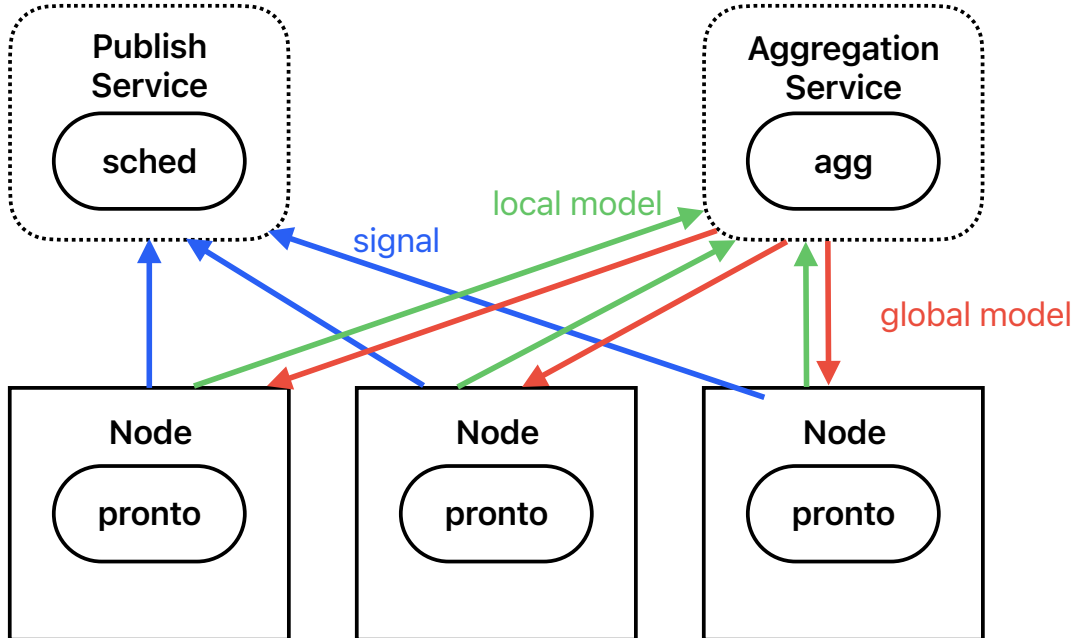 Publish
Service
sched
Aggregation
Service
agg
local model
signal
global model
Node
pronto
Node
pronto
Node
pronto